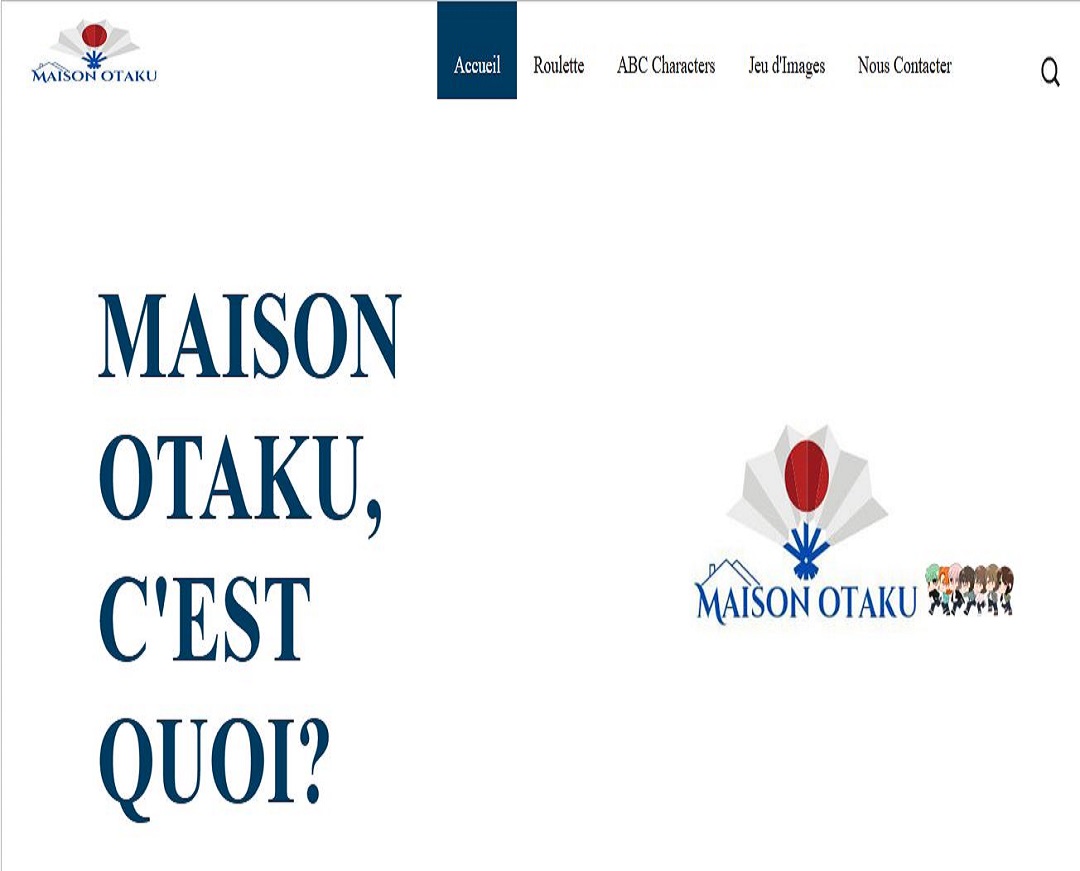 MAISON OTAKU
Accueil
Roulette
ABC Characters
Jeu d'Images
Nous Contacter
MAISON
OTAKU,
C'EST
QUOI?
MAISON OTAKU